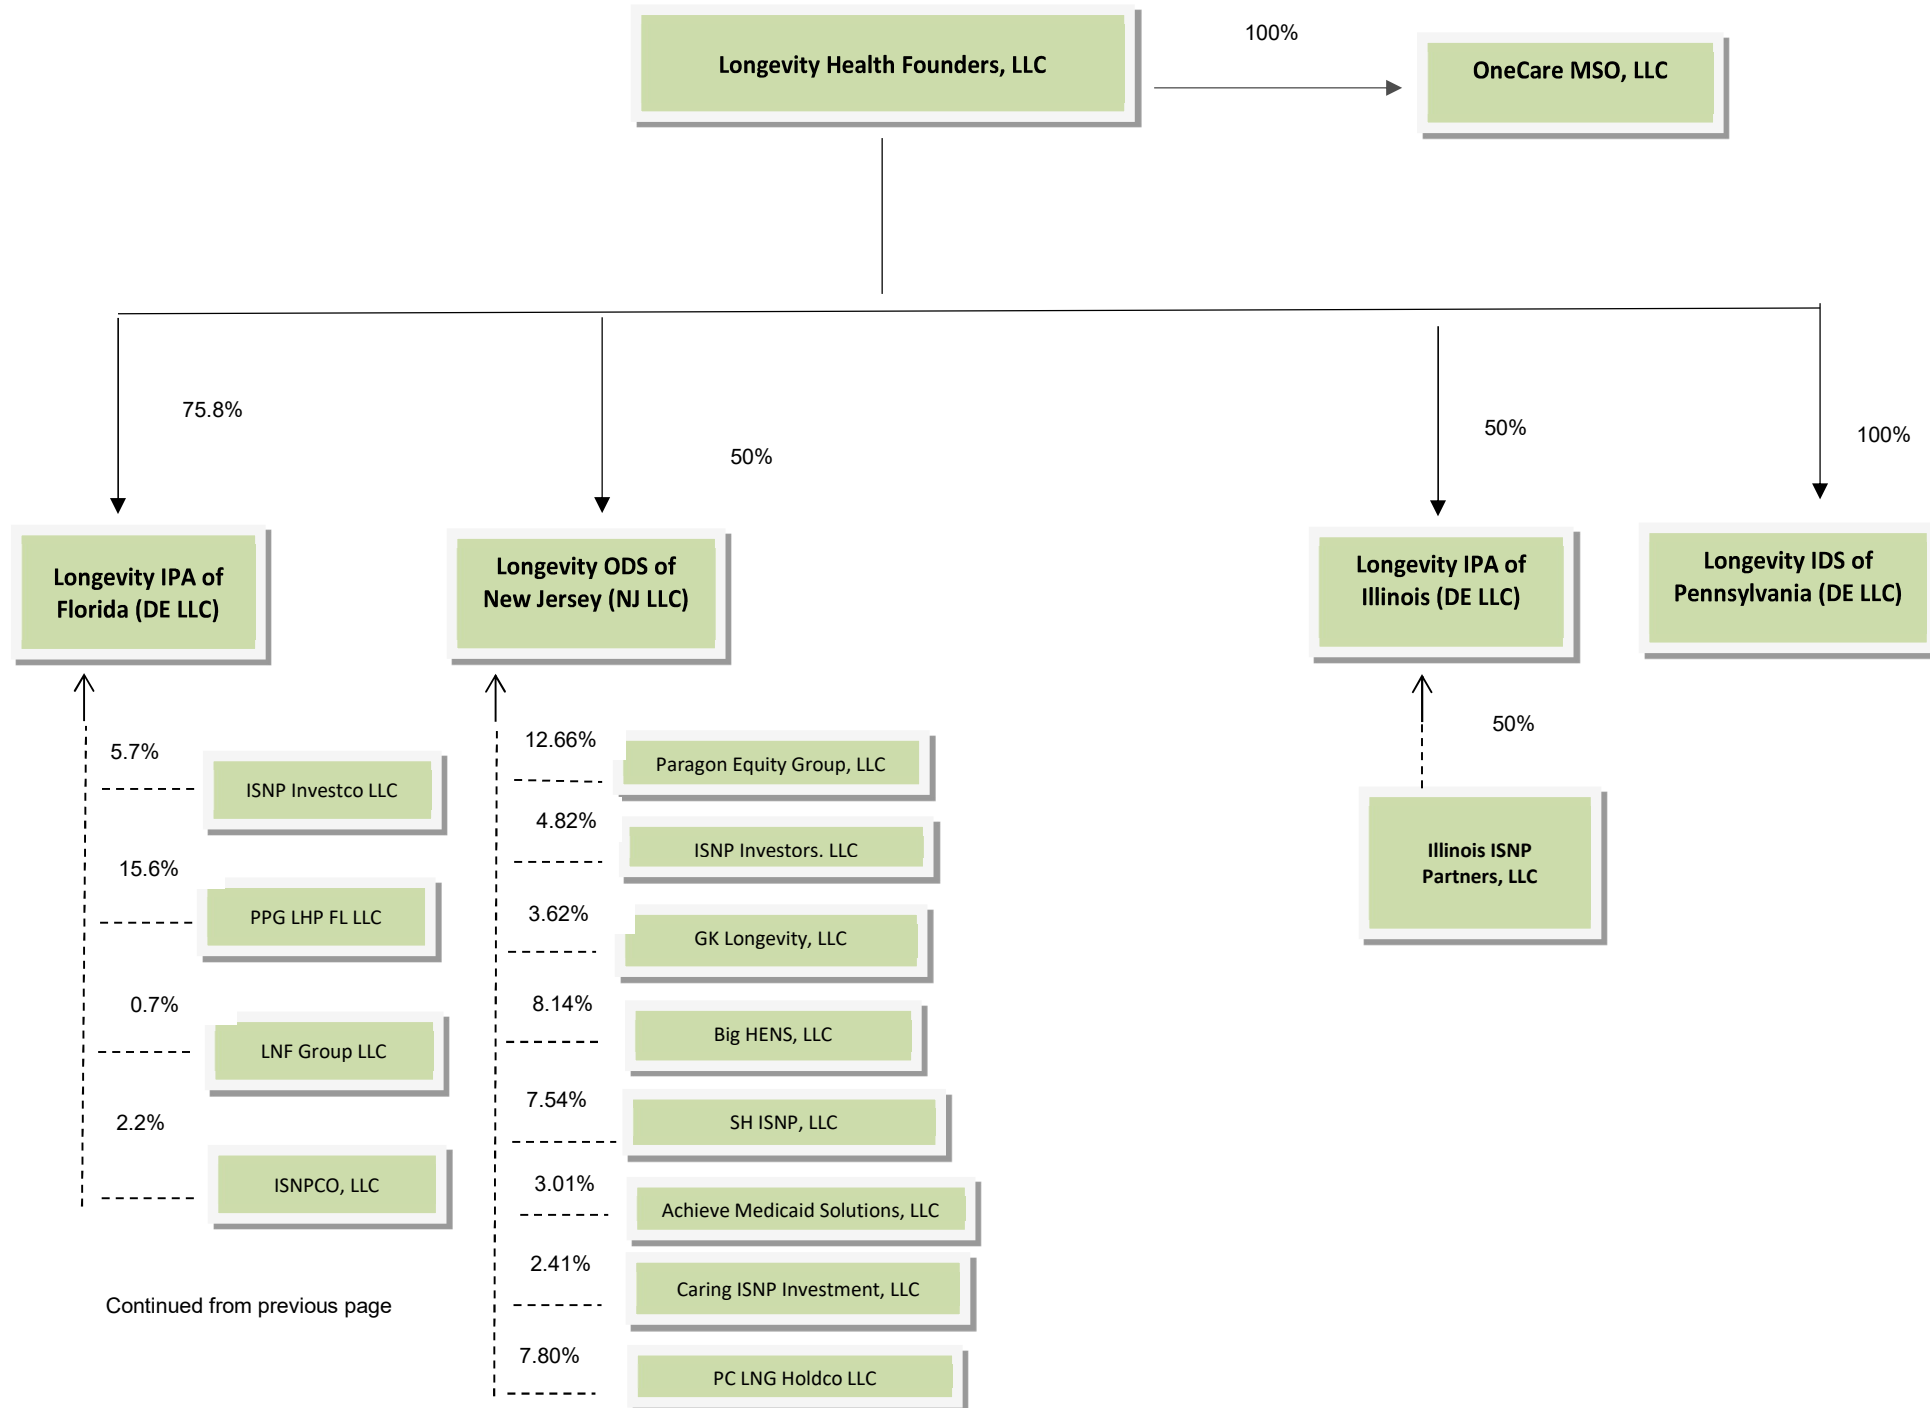 100%
Longevity Health Founders, LLC
OneCare MSO, LLC
75.8%
50%
50%
100%
Longevity IPA of
Florida (DE LLC)
Longevity ODS of
New Jersey (NJ LLC)
Longevity IPA of
Illinois (DE LLC)
Longevity IDS of
Pennsylvania (DE LLC)
5.7%
ISNP Investco LLC
15.6%
PPG LHP FL LLC
0.7%
LNF Group LLC
2.2%
ISNPCO, LLC
Continued from previous page
12.66%
Paragon Equity Group, LLC
4.82%
ISNP Investors. LLC
3.62%
GK Longevity, LLC
8.14%
Big HENS, LLC
7.54%
SH ISNP, LLC
3.01%
Achieve Medicaid Solutions, LLC
2.41%
Caring ISNP Investment, LLC
7.80%
PC LNG Holdco LLC
50%
Illinois ISNP
Partners, LLC